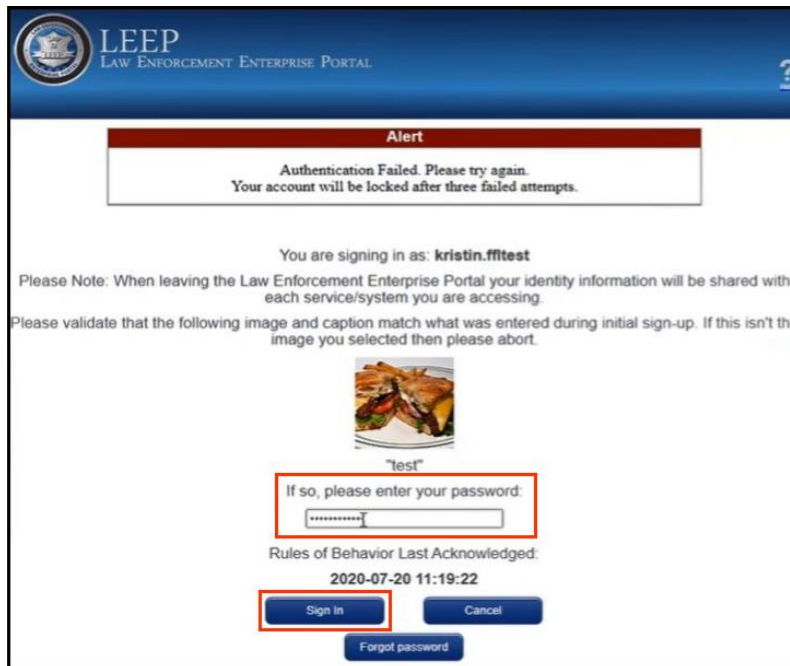 LEEP
LAW ENFORCEMENT ENTERPRISE PORTAL
?
Alert
Authentication Failed. Please try again.
Your account will be locked after three failed attempts.
You are signing in as: kristin.ffltest
Please Note: When leaving the Law Enforcement Enterprise Portal your identity information will be shared with
each service/system you are accessing.
Please validate that the following image and caption match what was entered during initial sign-up. If this isn't th
image you selected then please abort.
"test"
If so, please enter your password:
Rules of Behavior Last Acknowledged:
2020-07-20 11:19:22
Sign In
Cancel
Forgot password